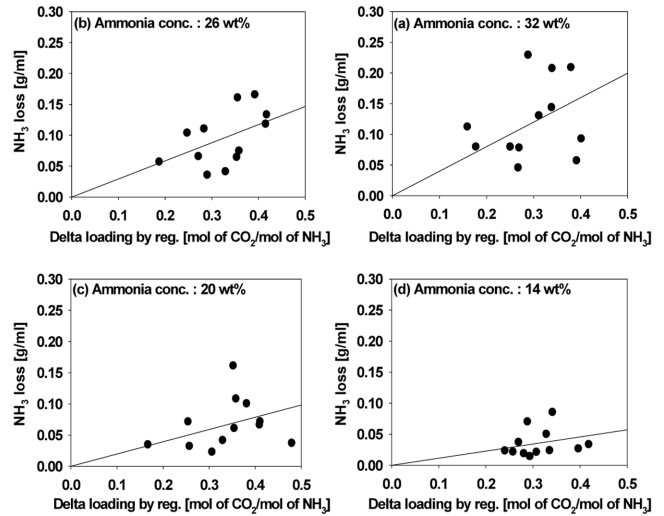 (b) Ammonia conc. : 26 wt%
NH3 loss [g/ml]
0.30
0.25
0.20
0.15
0.10
0.05
0.00
0.0 0.1 0.2 0.3 0.4 0.5
Delta loading by reg. [mol of CO2/mol of NH3]
(a) Ammonia conc. : 32 wt%
NH3 loss [g/ml]
0.30
0.25
0.20
0.15
0.10
0.05
0.00
0.0 0.1 0.2 0.3 0.4 0.5
Delta loading by reg. [mol of CO2/mol of NH3]
(c) Ammonia conc. : 20 wt%
NH3 loss [g/ml]
0.30
0.25
0.20
0.15
0.10
0.05
0.00
0.0 0.1 0.2 0.3 0.4 0.5
Delta loading by reg. [mol of CO2/mol of NH3]
(d) Ammonia conc. : 14 wt%
NH3 loss [g/ml]
0.30
0.25
0.20
0.15
0.10
0.05
0.00
0.0 0.1 0.2 0.3 0.4 0.5
Delta loading by reg. [mol of CO2/mol of NH3]